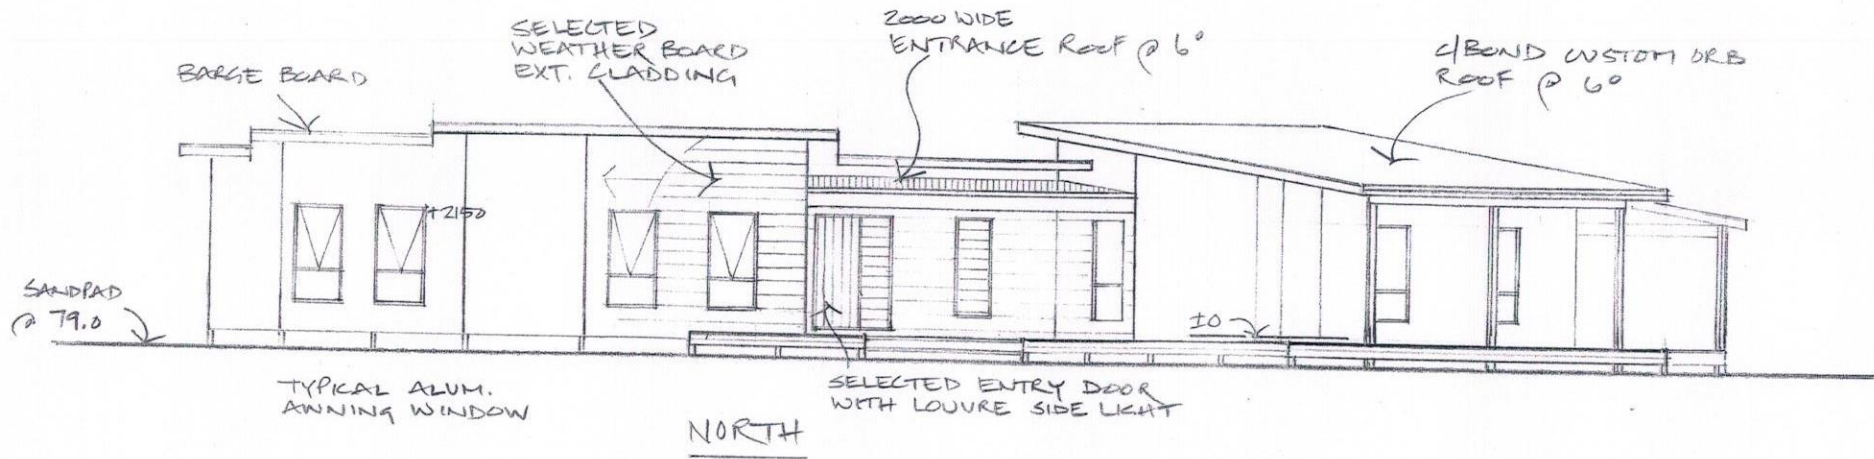 BARGE BOARD
SELECTED
WEATHER BOARD
EXT. CLADDING
2000 WIDE
ENTRANCE ROOF @ 6°
C/BOND CUSTOM ORB
ROOF @ 6°
+2150
SANDPAD
@ 79.0
±0
TYPICAL ALUM.
AWNING WINDOW
SELECTED ENTRY DOOR
WITH LOUVRE SIDE LIGHT
NORTH